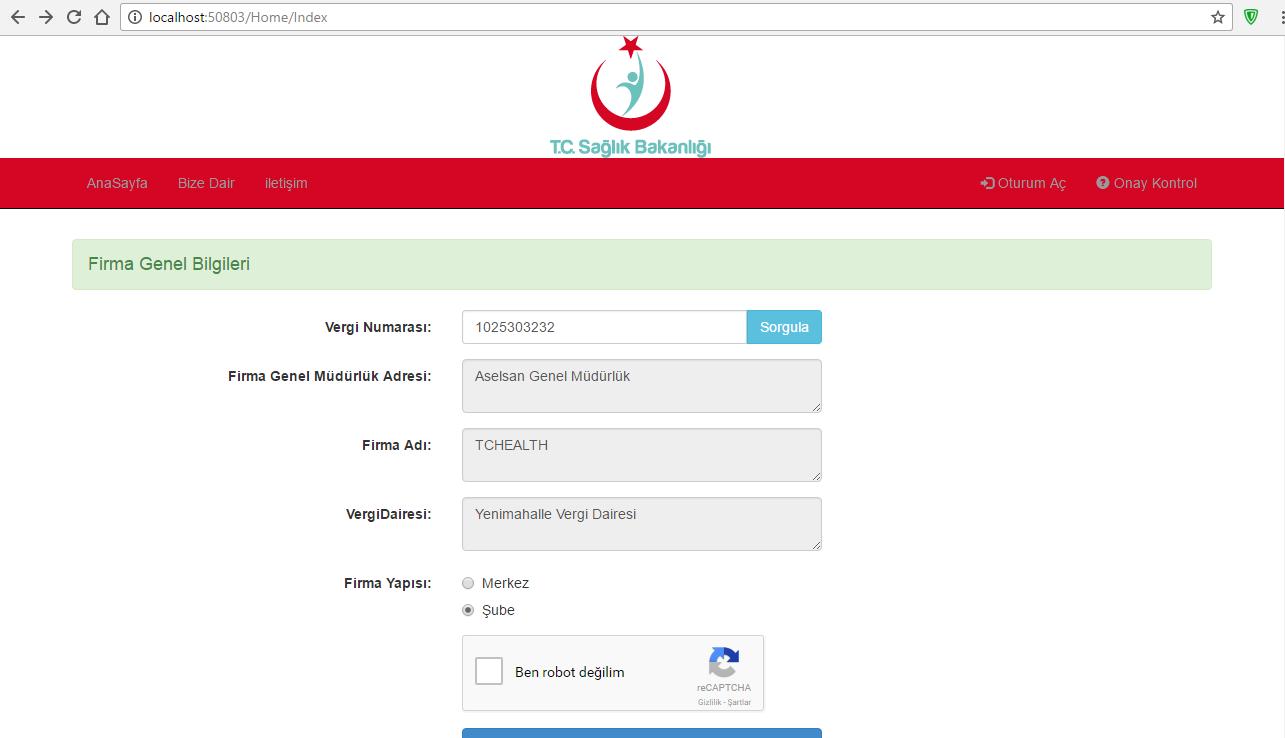 localhost:50803/Home/Index
T.C. Sağlık Bakanlığı
AnaSayfa Bize Dair iletişim Oturum Aç Onay Kontrol
Firma Genel Bilgileri
Vergi Numarası: 1025303232 Sorgula
Firma Genel Müdürlük Adresi: Aselsan Genel Müdürlük
Firma Adı: TCHEALTH
VergiDairesi: Yenimahalle Vergi Dairesi
Firma Yapısı: Merkez
Şube
Ben robot değilim
reCAPTCHA
Gizlilik - Şartlar